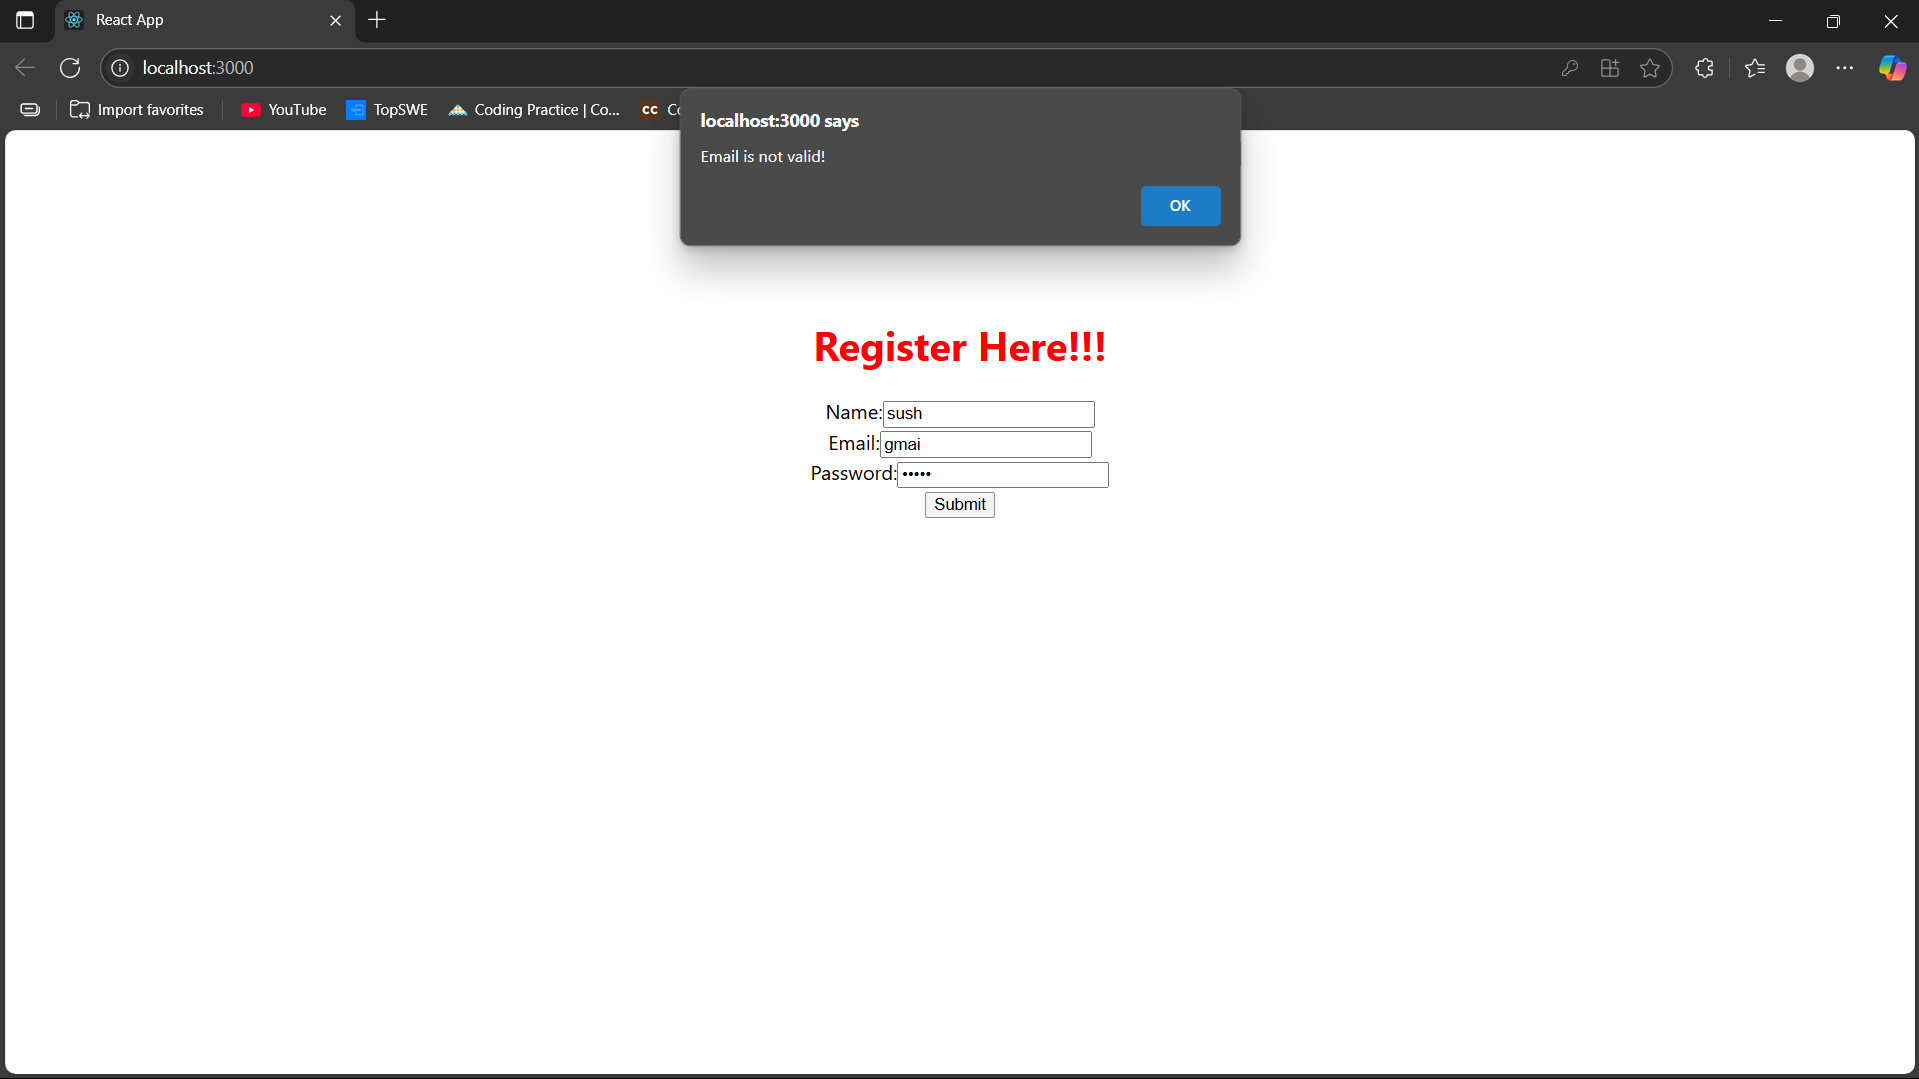 React App
localhost:3000
Import favorites YouTube TopSWE Coding Practice | Co... CC
localhost:3000 says
Email is not valid!
OK
Register Here!!!
Name: sush
Email: gmai
Password: •••••
Submit